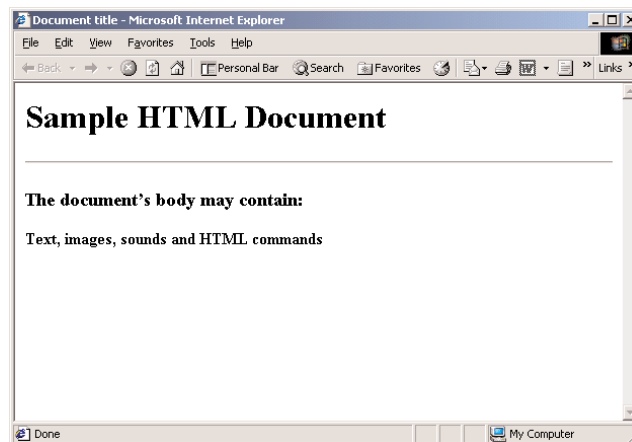 Document title - Microsoft Internet Explorer
File Edit View Favorites Tools Help
Back Personal Bar Search Favorites Links
Sample HTML Document
The document's body may contain:
Text, images, sounds and HTML commands
Done My Computer